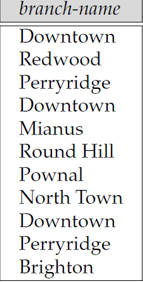 branch-name
Downtown
Redwood
Perryridge
Downtown
Mianus
Round Hill
Pownal
North Town
Downtown
Perryridge
Brighton